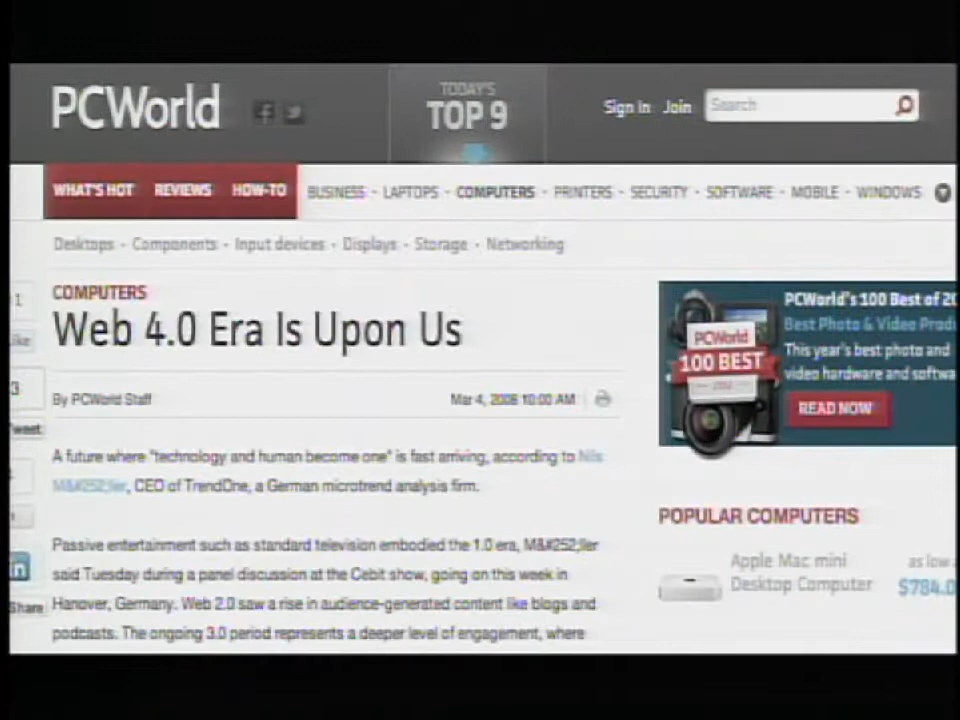 PCWorld
TODAY'S
TOP 9
Sign In Join Search
WHAT'S HOT REVIEWS HOW-TO BUSINESS - LAPTOPS - COMPUTERS - PRINTERS - SECURITY - SOFTWARE - MOBILE - WINDOWS
Desktops - Components - Input devices - Displays - Storage - Networking
1
COMPUTERS
Web 4.0 Era Is Upon Us
3
By PCWorld Staff Mar 4, 2008 10:00 AM
A future where "technology and human become one" is fast arriving, according to Nils
M&#252;ller, CEO of TrendOne, a German microtrend analysis firm.
Passive entertainment such as standard television embodied the 1.0 era, M&#252;ller
said Tuesday during a panel discussion at the Cebit show, going on this week in
in
Hanover, Germany. Web 2.0 saw a rise in audience-generated content like blogs and
Share
podcasts. The ongoing 3.0 period represents a deeper level of engagement, where
PCWorld's 100 Best of 20
Best Photo & Video Produ
This year's best photo and
video hardware and softwa
READ NOW
PCWorld
100 BEST
POPULAR COMPUTERS
Apple Mac mini as low
Desktop Computer $784.0